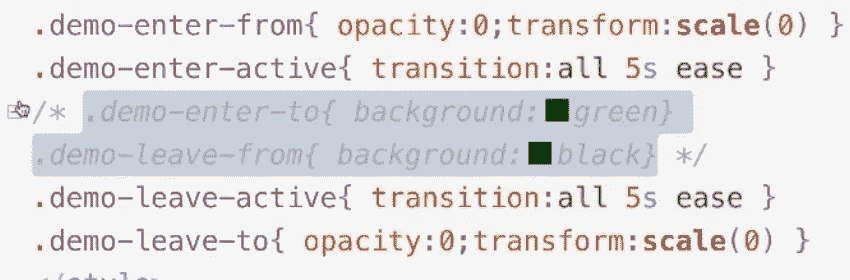 .demo-enter-from{ opacity:0;transform:scale(0) }
.demo-enter-active{ transition:all 5s ease }
/* .demo-enter-to{ background:green}
.demo-leave-from{ background:black} */
.demo-leave-active{ transition:all 5s ease }
.demo-leave-to{ opacity:0;transform:scale(0) }